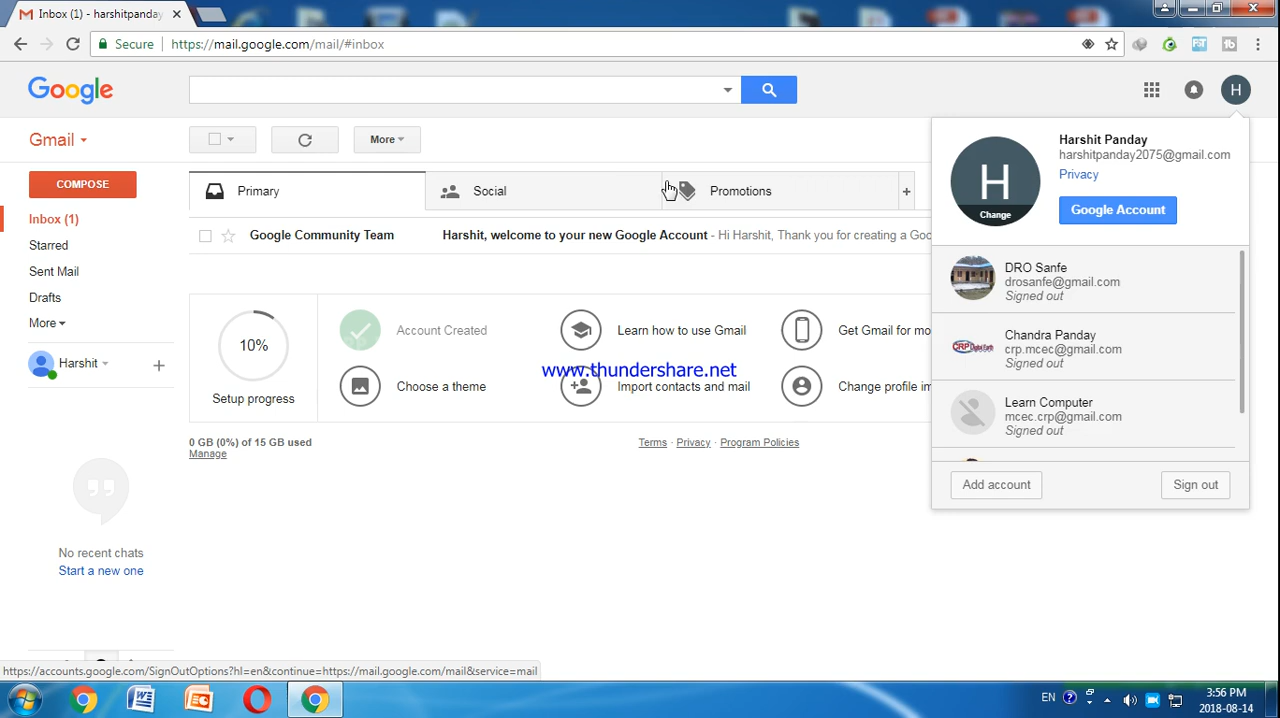 Inbox (1) - harshitpanday
Secure
https://mail.google.com/mail/#inbox
Google
H
Gmail
More
COMPOSE
Primary
Social
Promotions
+
Inbox (1)
Starred
Sent Mail
Drafts
More
Harshit
Google Community Team
Harshit, welcome to your new Google Account - Hi Harshit, Thank you for creating a Goo
10%
Setup progress
Account Created
Learn how to use Gmail
Get Gmail for mo
Choose a theme
Import contacts and mail
Change profile im
www.thundershare.net
0 GB (0%) of 15 GB used
Manage
Terms - Privacy - Program Policies
No recent chats
Start a new one
H
Change
Harshit Panday
harshitpanday2075@gmail.com
Privacy
Google Account
DRO Sanfe
drosanfe@gmail.com
Signed out
Chandra Panday
crp.mcec@gmail.com
Signed out
Learn Computer
mcec.crp@gmail.com
Signed out
Add account
Sign out
https://accounts.google.com/SignOutOptions?hl=en&continue=https://mail.google.com/mail&service=mail
EN
3:56 PM
2018-08-14